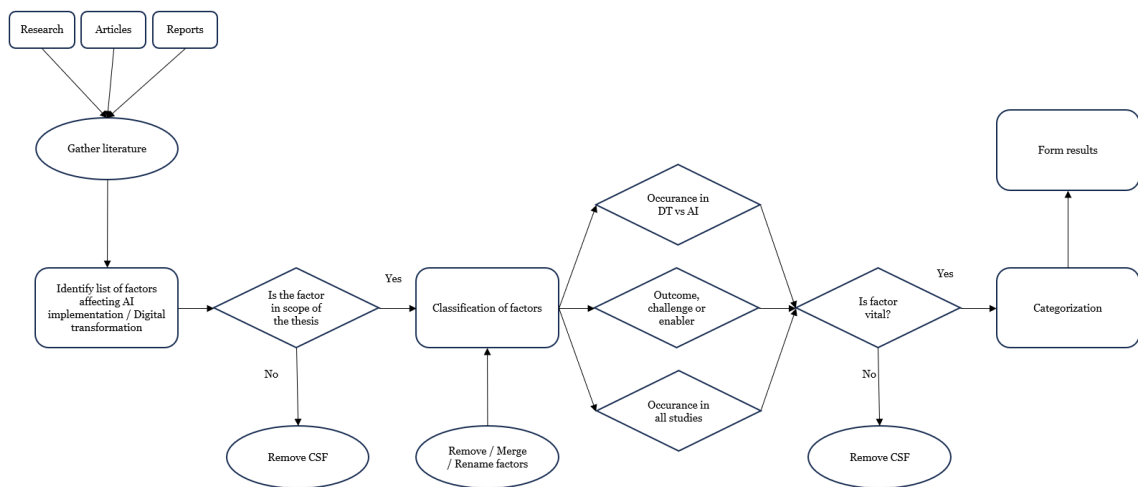 Research
Articles
Reports
Gather literature
Identify list of factors
affecting AI
implementation / Digital
transformation
Is the factor
in scope of
the thesis
Yes
No
Remove CSF
Classification of factors
Remove / Merge
/ Rename factors
Occurance in
DT vs AI
Outcome,
challenge or
enabler
Occurance in
all studies
Is factor
vital?
Yes
No
Remove CSF
Categorization
Form results